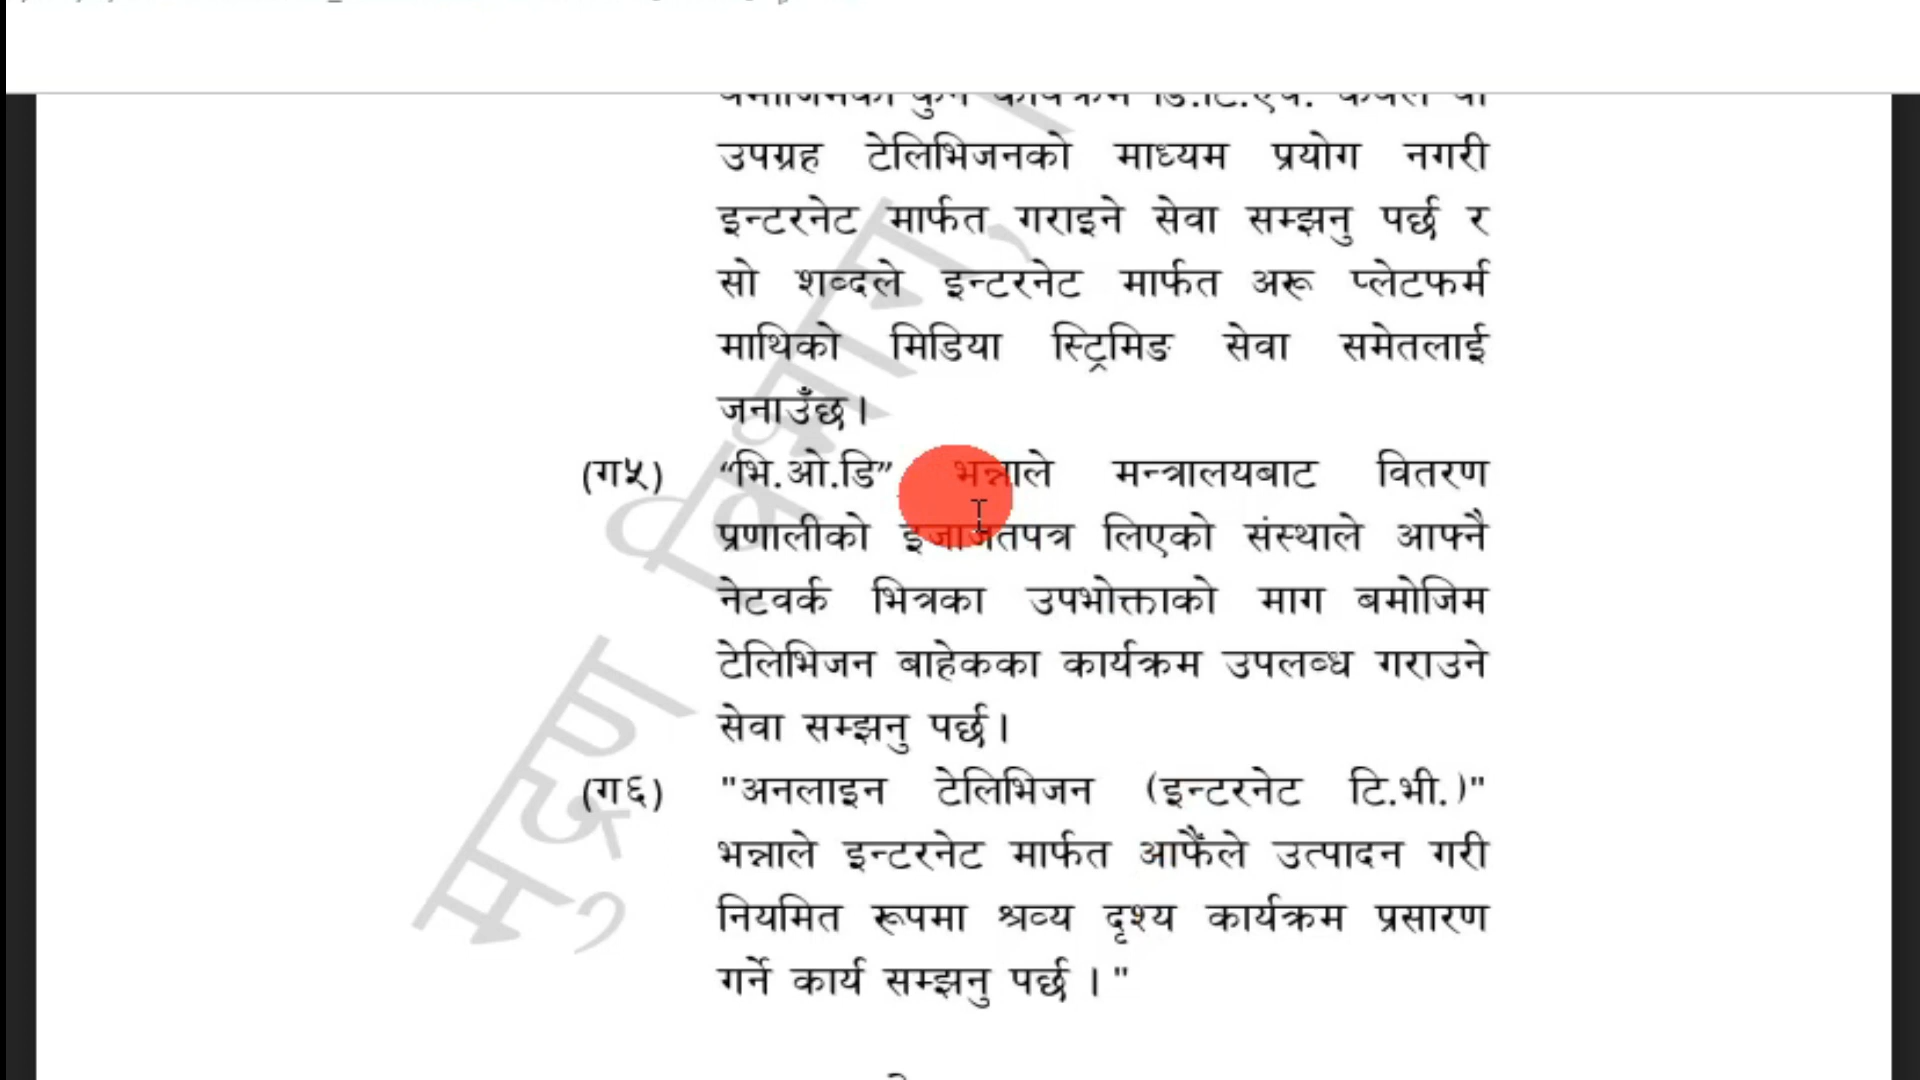 उपग्रह टेलिभिजनको माध्यम प्रयोग नगरी
इन्टरनेट मार्फत गराइने सेवा सम्झनु पर्छ र
सो शब्दले इन्टरनेट मार्फत अरू प्लेटफर्म
माथिको मिडिया स्ट्रिमिङ सेवा समेतलाई
जनाउँछ।
(ग५) “भि.ओ.डि” भन्नाले मन्त्रालयबाट वितरण
प्रणालीको इजाजतपत्र लिएको संस्थाले आफ्नै
नेटवर्क भित्रका उपभोक्ताको माग बमोजिम
टेलिभिजन बाहेकका कार्यक्रम उपलब्ध गराउने
सेवा सम्झनु पर्छ।
(ग६) "अनलाइन टेलिभिजन (इन्टरनेट टि.भी.)"
भन्नाले इन्टरनेट मार्फत आफैंले उत्पादन गरी
नियमित रूपमा श्रव्य दृश्य कार्यक्रम प्रसारण
गर्ने कार्य सम्झनु पर्छ ।"
मुद्रण विभाग,